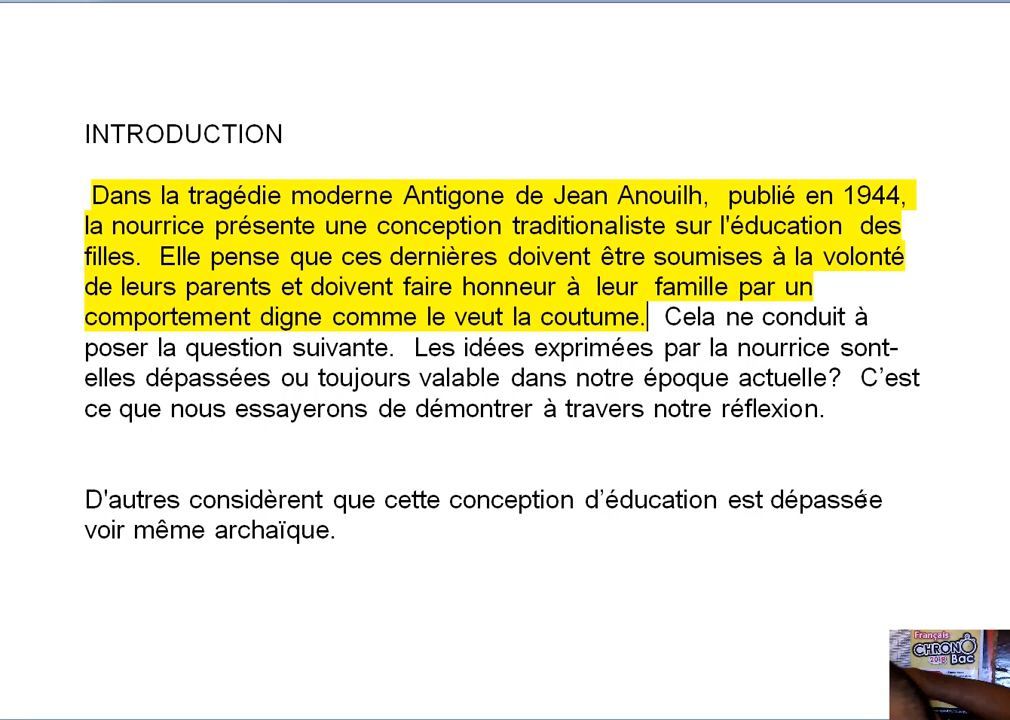 INTRODUCTION
Dans la tragédie moderne Antigone de Jean Anouilh, publié en 1944,
la nourrice présente une conception traditionaliste sur l'éducation des
filles. Elle pense que ces dernières doivent être soumises à la volonté
de leurs parents et doivent faire honneur à leur famille par un
comportement digne comme le veut la coutume. Cela ne conduit à
poser la question suivante. Les idées exprimées par la nourrice sont-
elles dépassées ou toujours valable dans notre époque actuelle? C’est
ce que nous essayerons de démontrer à travers notre réflexion.
D'autres considèrent que cette conception d’éducation est dépassée
voir même archaïque.
Français
CHRONO
2018 Bac